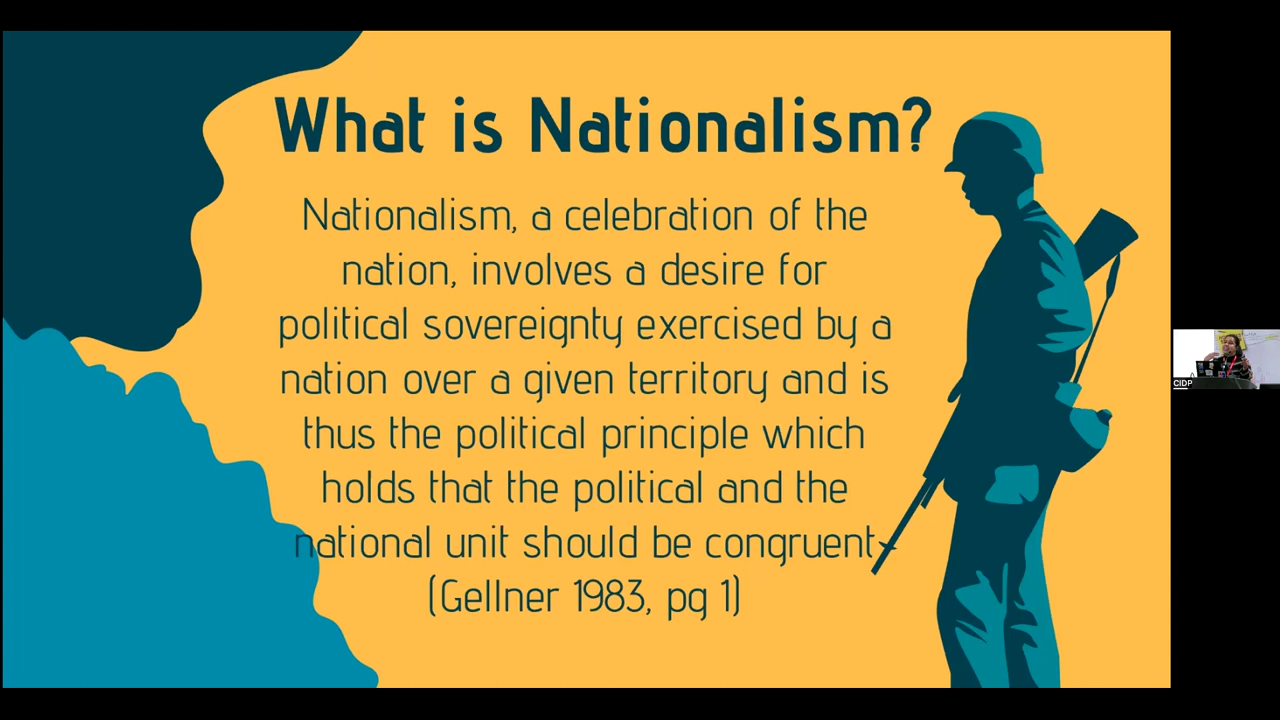 What is Nationalism?
Nationalism, a celebration of the
nation, involves a desire for
political sovereignty exercised by a
nation over a given territory and is
thus the political principle which
holds that the political and the
national unit should be congruent-
(Gellner 1983, pg 1)
CIDP